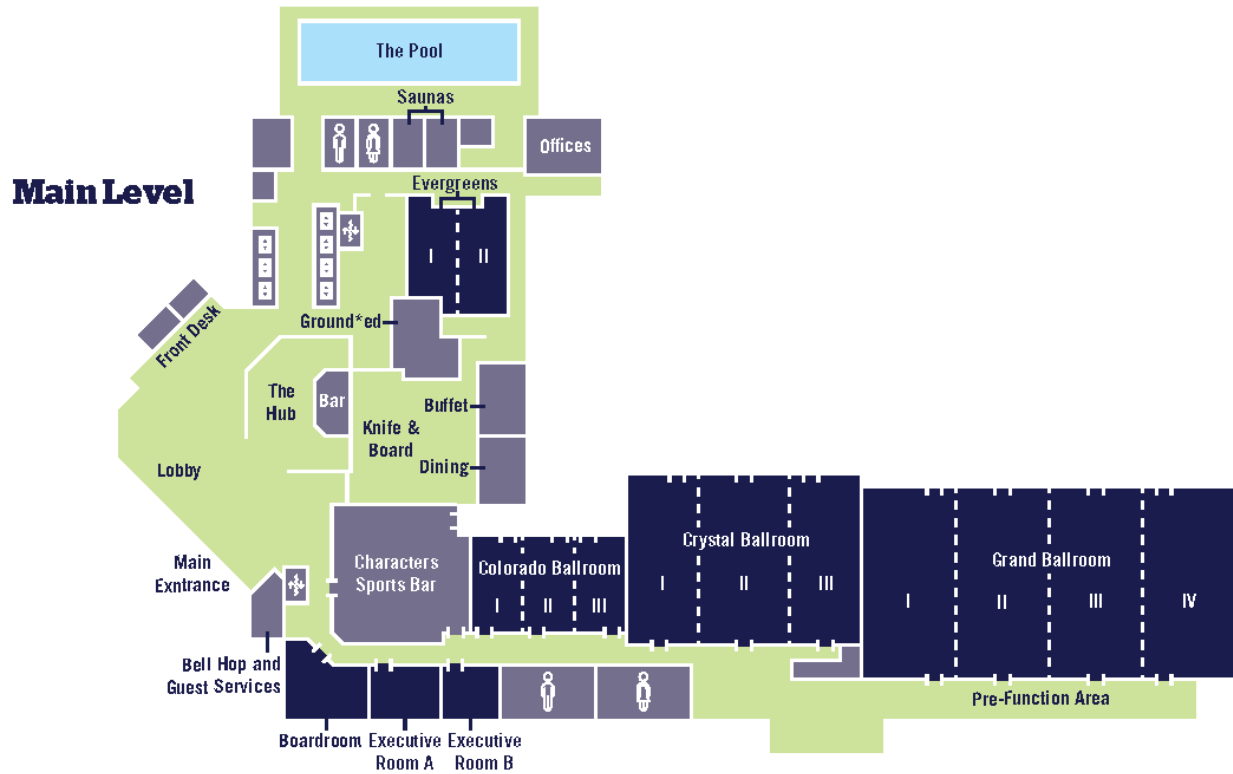 The Pool
Saunas
Offices
Main Level
Evergreens
I
II
Ground*ed
Front Desk
The
Hub
Bar
Buffet
Knife &
Board
Lobby
Dining
Main
Exntrance
Characters
Sports Bar
Colorado Ballroom
I
II
III
Crystal Ballroom
I
II
III
Grand Ballroom
I
II
III
IV
Bell Hop and
Guest Services
Pre-Function Area
Boardroom
Executive
Room A
Executive
Room B